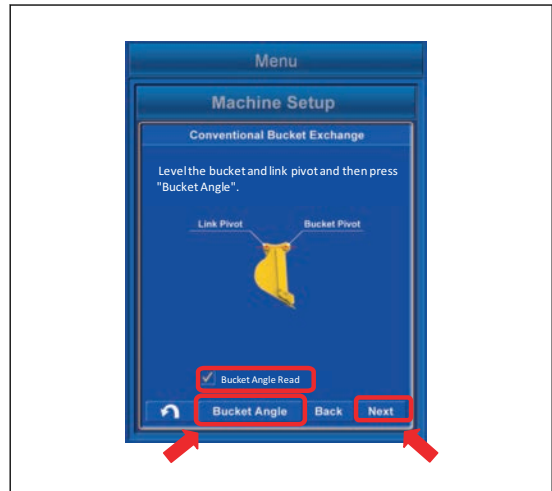 Menu
Machine Setup
Conventional Bucket Exchange
Level the bucket and link pivot and then press
"Bucket Angle".
Link Pivot Bucket Pivot
Bucket Angle Read
Bucket Angle Back Next